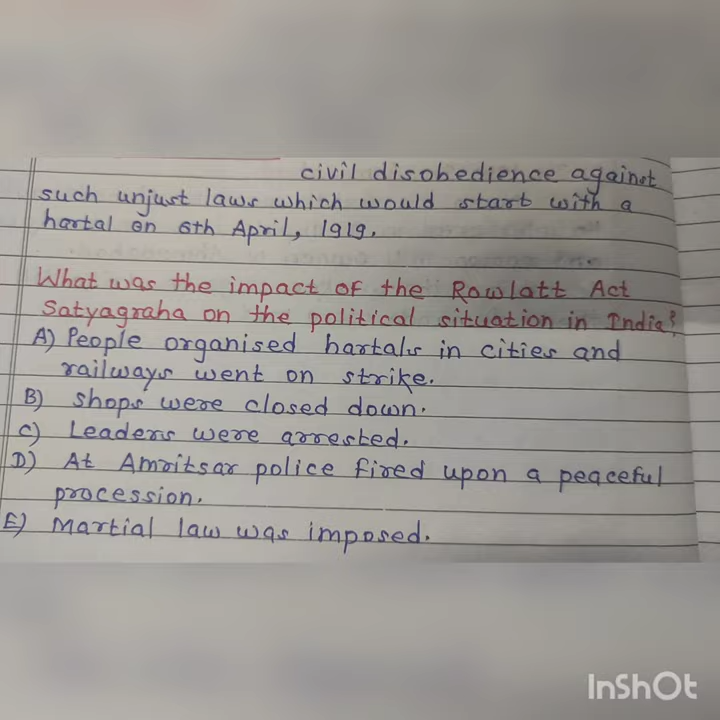 civil disobedience against
such unjust laws which would start with a
hartal on 6th April, 1919.
What was the impact of the Rowlatt Act
Satyagraha on the political situation in India?
A) People organised hartals in cities and
railways went on strike.
B) Shops were closed down.
C) Leaders were arrested.
D) At Amritsar police fired upon a peaceful
procession.
E) Martial law was imposed.
InShOt